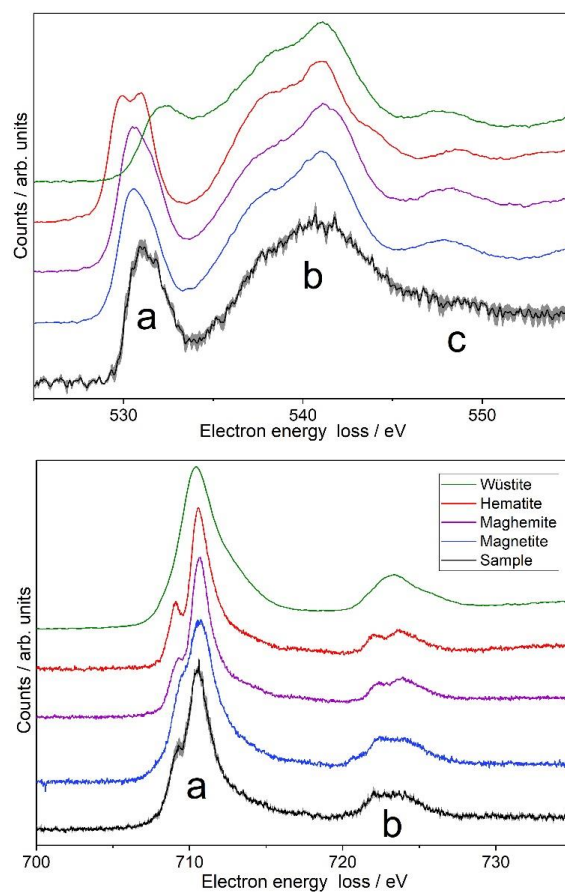 Counts / arb. units
a
b
c
530
540
550
Electron energy loss / eV
Counts / arb. units
Wüstite
Hematite
Maghemite
Magnetite
Sample
a
b
700
710
720
730
Electron energy loss / eV